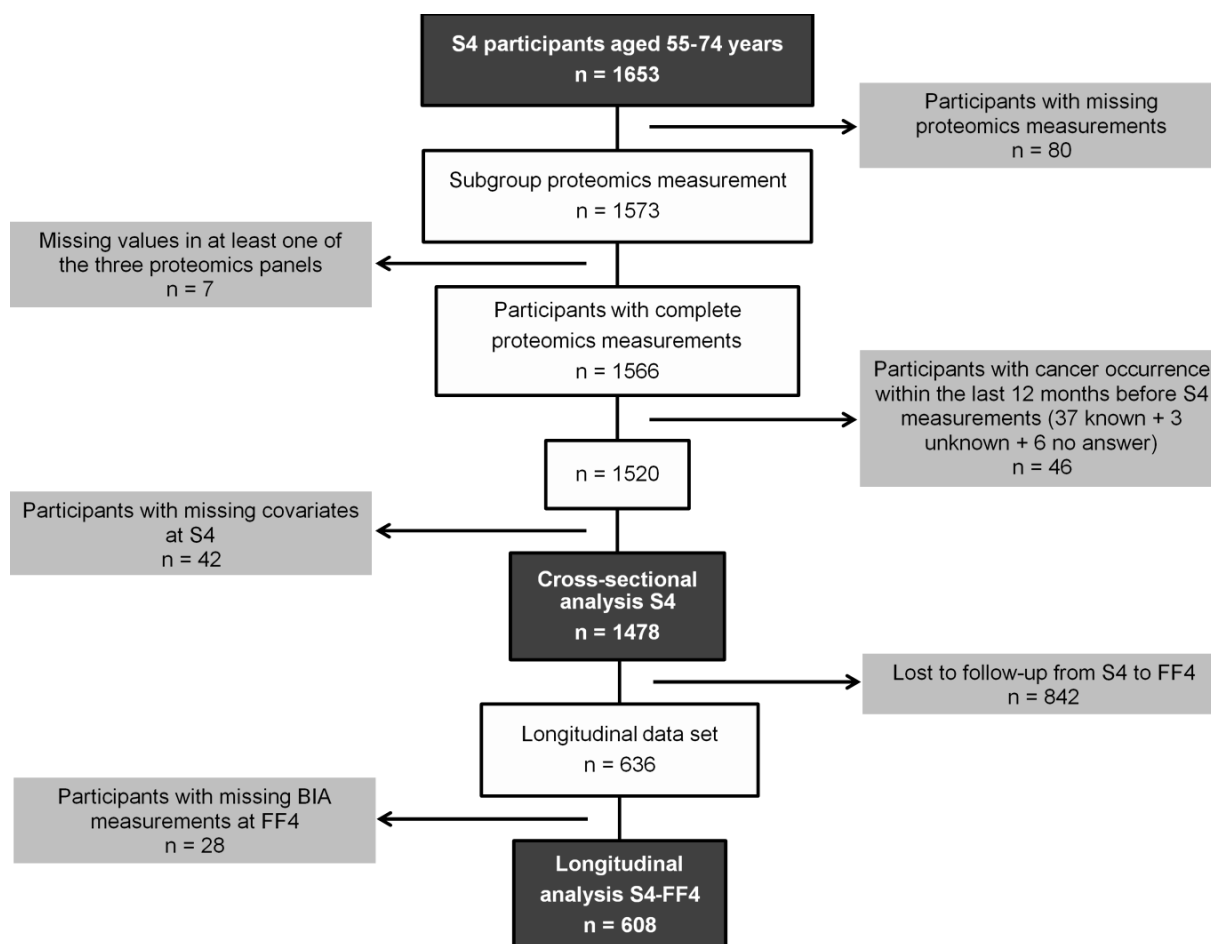 S4 participants aged 55-74 years
n = 1653
Participants with missing
proteomics measurements
n = 80
Subgroup proteomics measurement
n = 1573
Missing values in at least one of
the three proteomics panels
n = 7
Participants with complete
proteomics measurements
n = 1566
Participants with cancer occurrence
within the last 12 months before S4
measurements (37 known + 3
unknown + 6 no answer)
n = 46
n = 1520
Participants with missing covariates
at S4
n = 42
Cross-sectional
analysis S4
n = 1478
Lost to follow-up from S4 to FF4
n = 842
Longitudinal data set
n = 636
Participants with missing BIA
measurements at FF4
n = 28
Longitudinal
analysis S4-FF4
n = 608